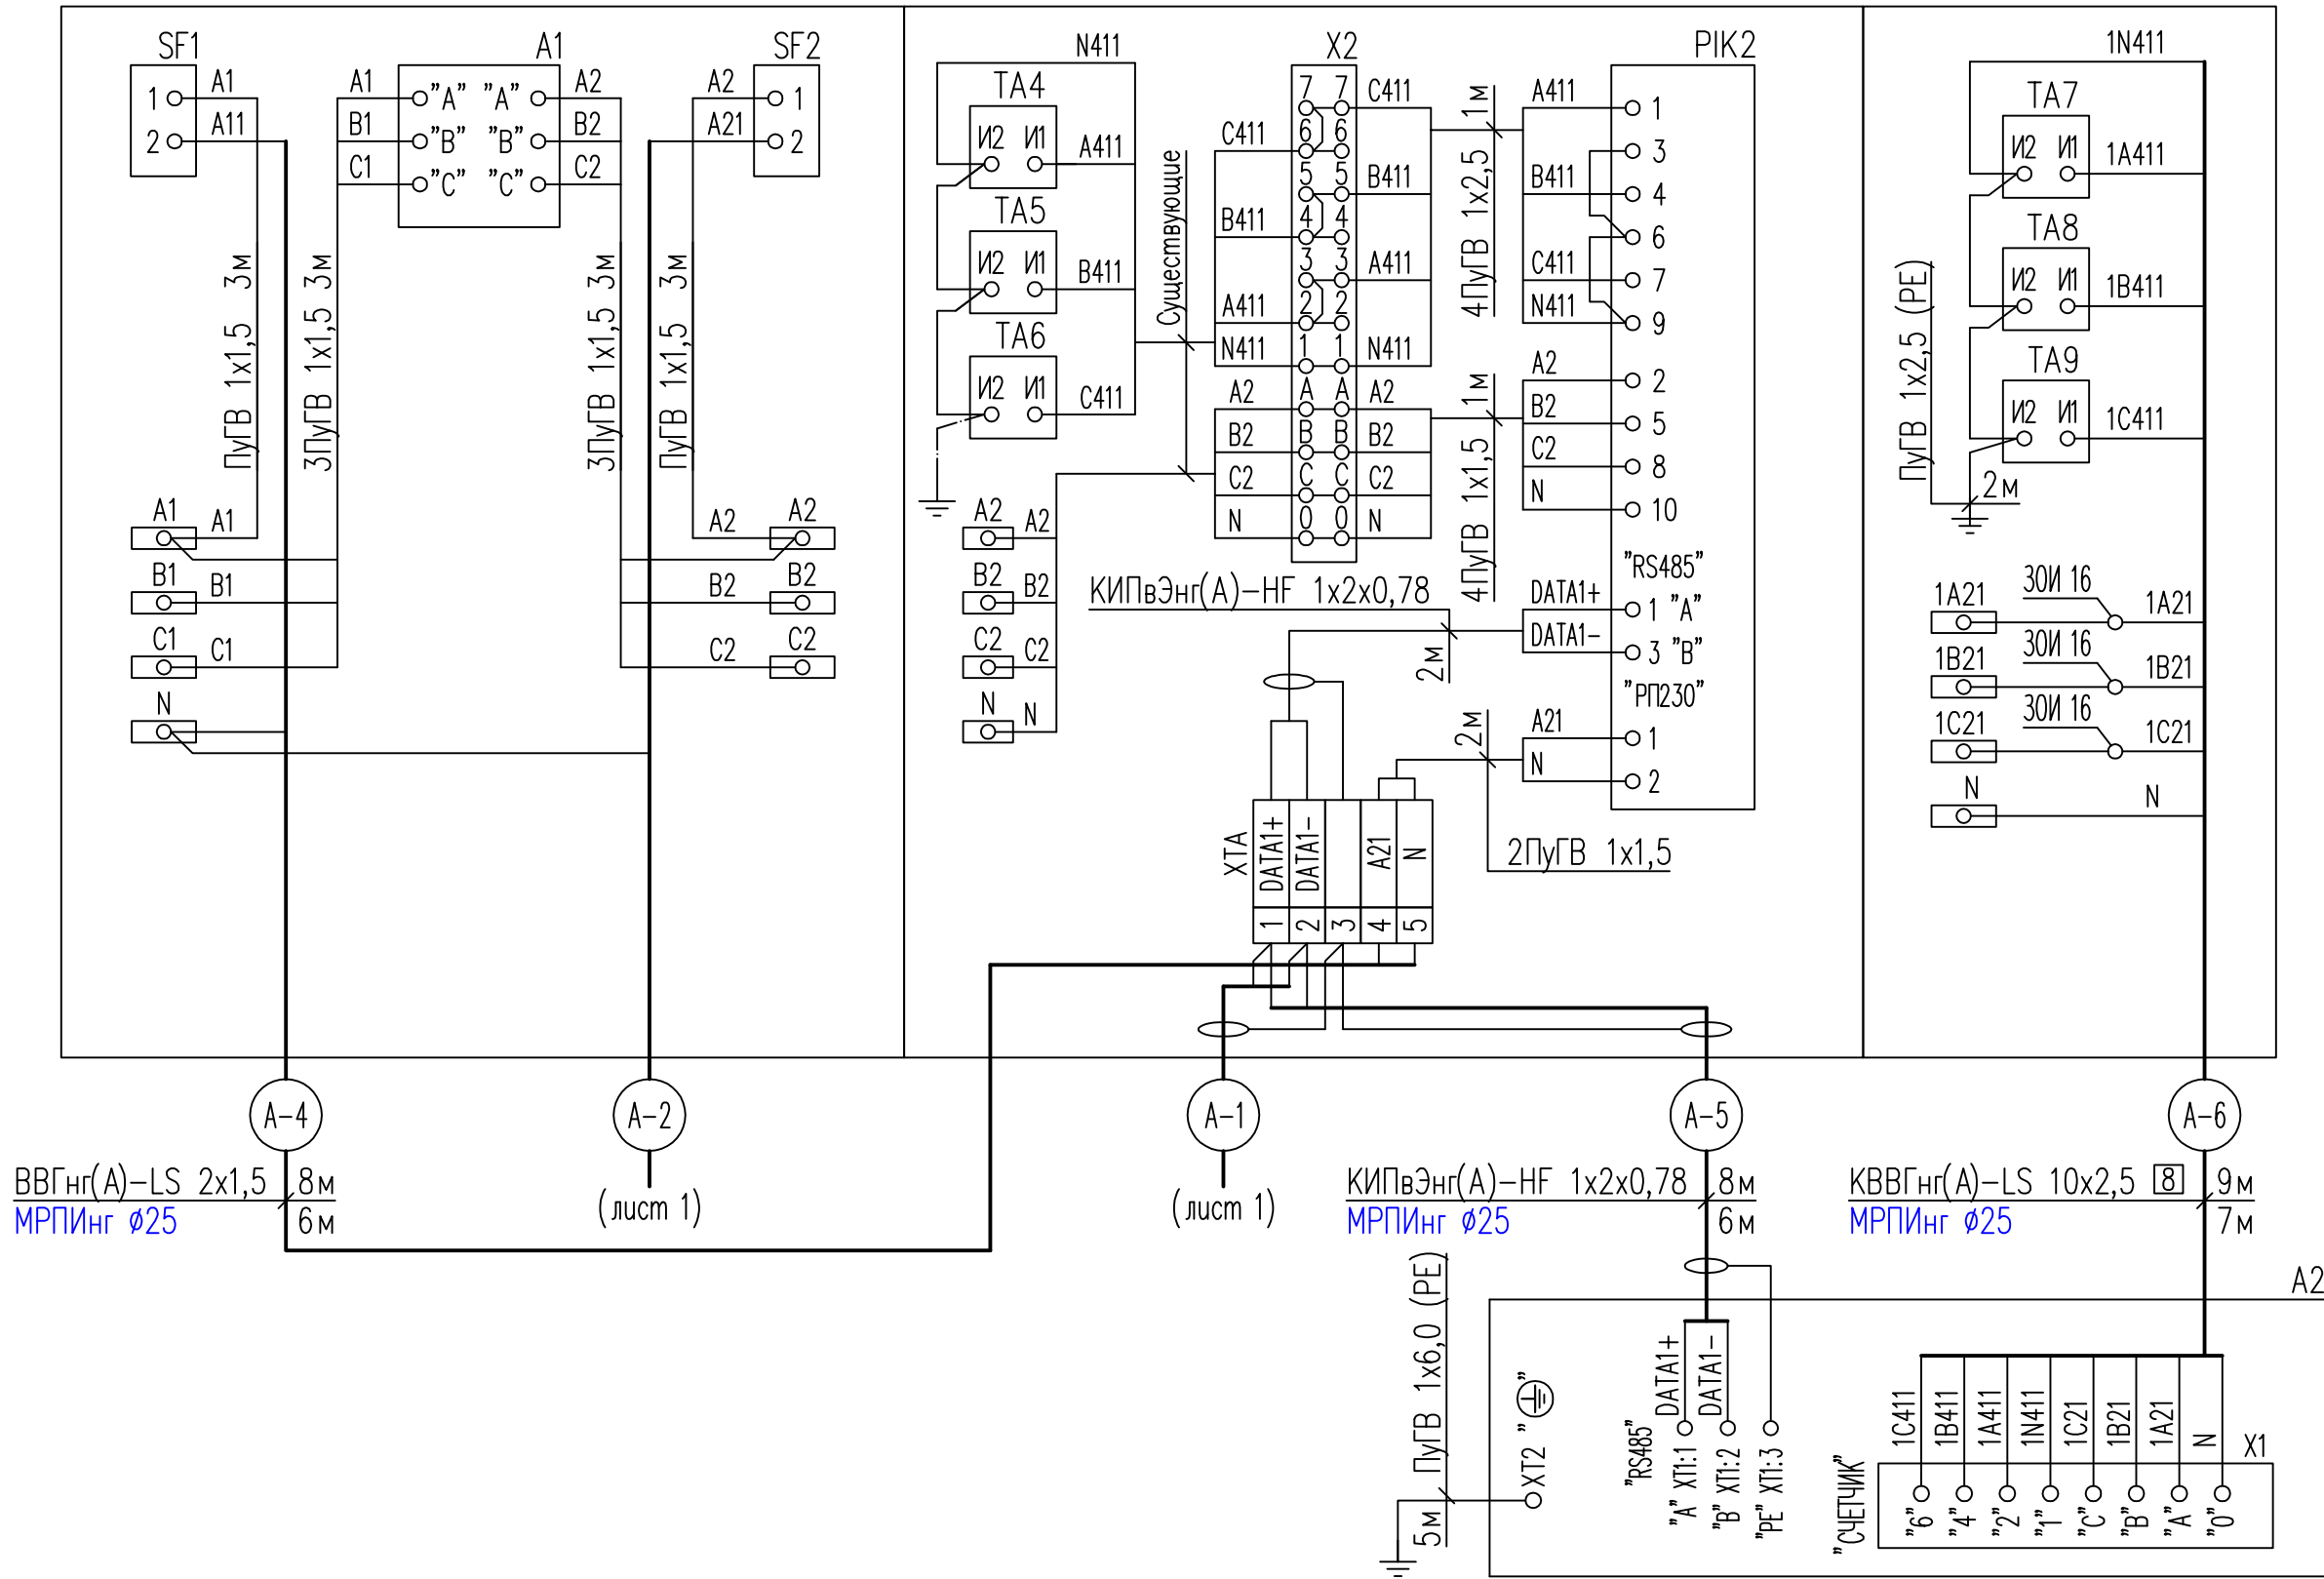 SF1
1
2
A1
A11
ПуГВ 1х1,5 3м
3ПуГВ 1х1,5 3м
A1
B1
C1
A1
"A" "A"
"B" "B"
"C" "C"
A2
B2
C2
3ПуГВ 1х1,5 3м
ПуГВ 1х1,5 3м
SF2
A2
A21
1
2
A1 A1
B1 B1
C1 C1
N
A2 A2
B2 B2
C2 C2
N411
TA4
И2 И1
A411
TA5
И2 И1
B411
TA6
И2 И1
C411
A2 A2
B2 B2
C2 C2
N N
Существующие
C411
B411
A411
N411
A2
B2
C2
N
X2
7 7
6 6
5 5
4 4
3 3
2 2
1 1
A A
B B
C C
0 0
C411
B411
A411
N411
A2
B2
C2
N
4ПуГВ 1х2,5 1м
4ПуГВ 1х1,5 1м
PIK2
A411
B411
C411
N411
A2
B2
C2
N
1
3
4
6
7
9
2
5
8
10
"RS485"
DATA1+ 1 "A"
DATA1- 3 "B"
"РП230"
A21 1
N 2
КИПвЭнг(А)-HF 1х2х0,78
2м
2м
2ПуГВ 1х1,5
XTA
DATA1+
DATA1-
A21
N
1 2 3 4 5
1N411
TA7
И2 И1
1A411
TA8
И2 И1
1B411
TA9
И2 И1
1C411
ПуГВ 1х2,5 (PE)
2м
1A21 ЗОИ 16 1A21
1B21 ЗОИ 16 1B21
1C21 ЗОИ 16 1C21
N N
A-4
A-2
A-1
A-5
A-6
ВВГнг(А)-LS 2х1,5 8м
МРПИнг ø25 6м
(лист 1)
(лист 1)
КИПвЭнг(А)-HF 1х2х0,78 8м
МРПИнг ø25 6м
КВВГнг(А)-LS 10х2,5 8 9м
МРПИнг ø25 7м
A2
ПуГВ 1х6,0 (PE)
5м
XT2 " "
DATA1+
DATA1-
"RS485"
"A" XT1:1
"B" XT1:2
"PE" XT1:3
1C411
1B411
1A411
1N411
1C21
1B21
1A21
N
X1
"СЧЕТЧИК"
"6"
"4"
"2"
"1"
"C"
"B"
"A"
"0"